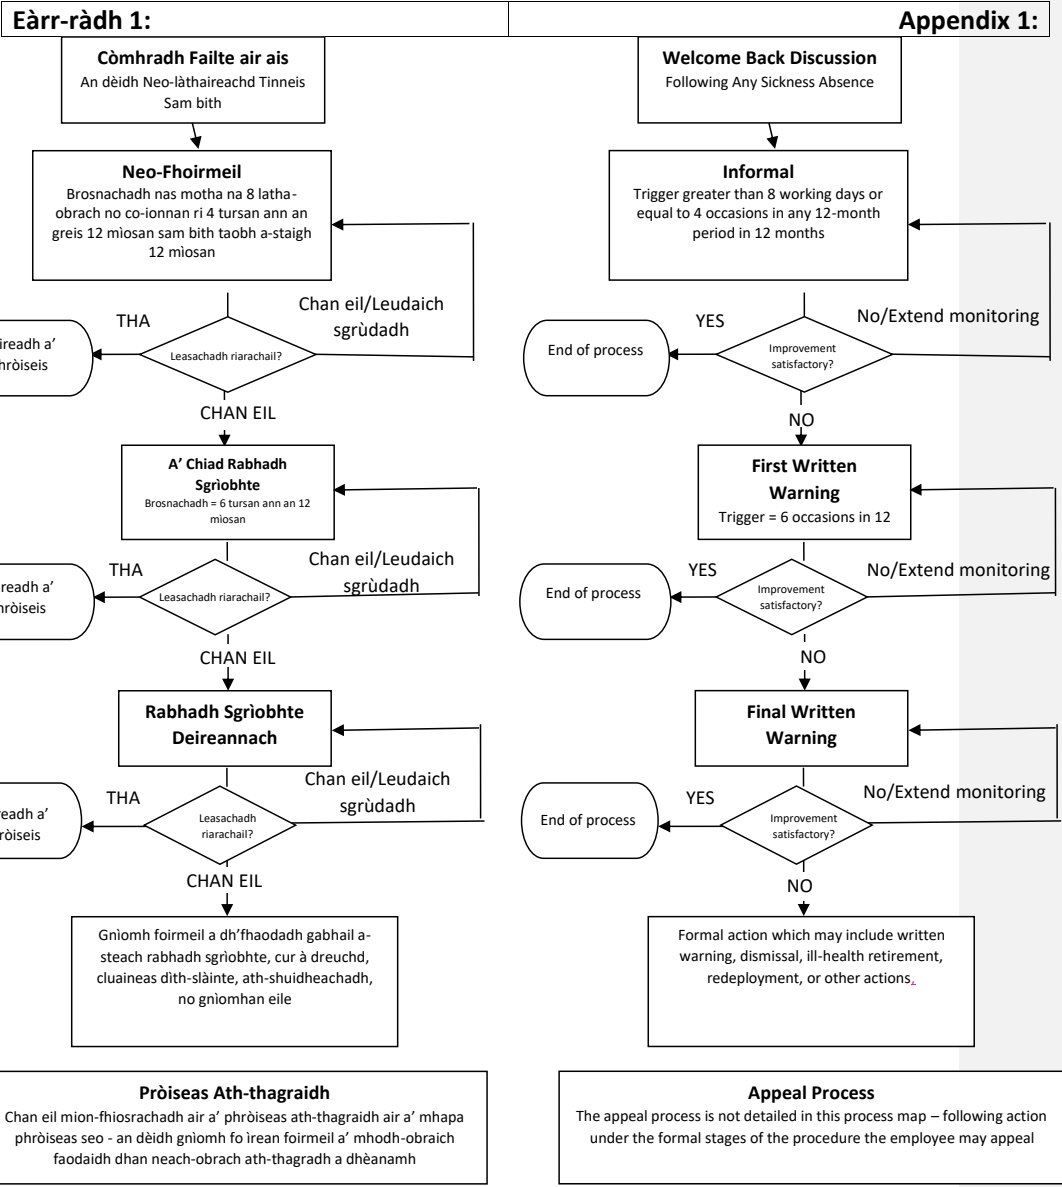 Eàrr-ràdh 1:
Appendix 1:
Còmhradh Failte air ais
An dèidh Neo-làthaireachd Tinneis
Sam bith
Neo-Fhoirmeil
Brosnachadh nas motha na 8 latha-
obrach no co-ionnan ri 4 tursan ann an
greis 12 mìosan sam bith taobh a-staigh
12 mìosan
THA
Chan eil/Leudaich
sgrùdadh
ireadh a’
hròiseis
Leasachadh riarachail?
CHAN EIL
A’ Chiad Rabhadh
Sgrìobhte
Brosnachadh = 6 tursan ann an 12
mìosan
THA
Chan eil/Leudaich
sgrùdadh
readh a’
ròiseis
Leasachadh riarachail?
CHAN EIL
Rabhadh Sgrìobhte
Deireannach
THA
Chan eil/Leudaich
sgrùdadh
eadh a’
ròiseis
Leasachadh
riarachail?
CHAN EIL
Gnìomh foirmeil a dh’fhaodadh gabhail a-
steach rabhadh sgrìobhte, cur à dreuchd,
cluaineas dìth-slàinte, ath-shuidheachadh,
no gnìomhan eile
Pròiseas Ath-thagraidh
Chan eil mion-fhiosrachadh air a’ phròiseas ath-thagraidh air a’ mhapa
phròiseas seo - an dèidh gnìomh fo ìrean foirmeil a’ mhodh-obraich
faodaidh dhan neach-obrach ath-thagradh a dhèanamh
Welcome Back Discussion
Following Any Sickness Absence
Informal
Trigger greater than 8 working days or
equal to 4 occasions in any 12-month
period in 12 months
YES
No/Extend monitoring
End of process
Improvement
satisfactory?
NO
First Written
Warning
Trigger = 6 occasions in 12
YES
No/Extend monitoring
End of process
Improvement
satisfactory?
NO
Final Written
Warning
YES
No/Extend monitoring
End of process
Improvement
satisfactory?
NO
Formal action which may include written
warning, dismissal, ill-health retirement,
redeployment, or other actions.
Appeal Process
The appeal process is not detailed in this process map – following action
under the formal stages of the procedure the employee may appeal